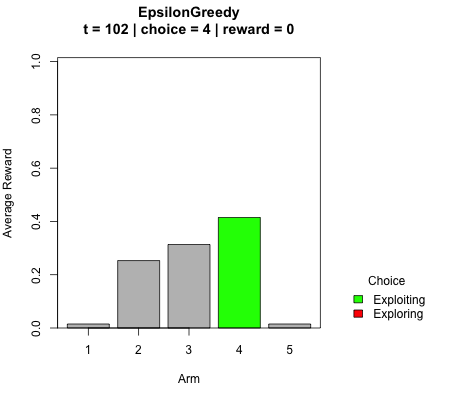 EpsilonGreedy
t = 102 | choice = 4 | reward = 0
1.0
0.8
0.6
0.4
0.2
0.0
Average Reward
1 2 3 4 5
Arm
Choice
Exploiting
Exploring